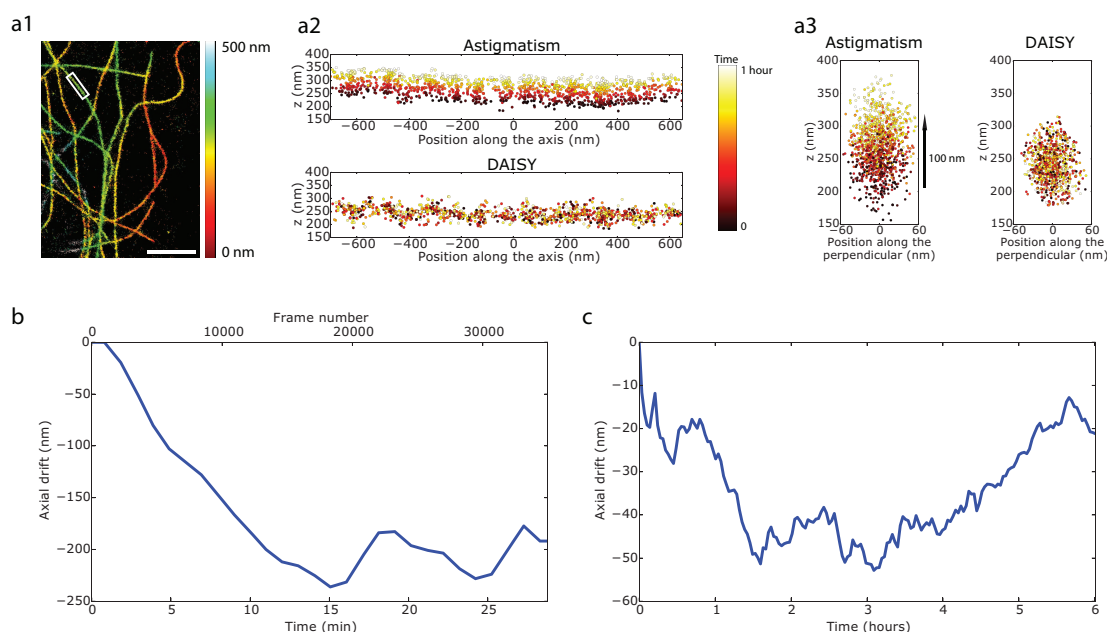 a1
500 nm
0 nm
a2
Astigmatism
400
350
300
250
200
150
z (nm)
−600 −400 −200 0 200 400 600
Position along the axis (nm)
DAISY
400
350
300
250
200
150
z (nm)
−600 −400 −200 0 200 400 600
Position along the axis (nm)
Time
1 hour
0
a3
Astigmatism
400
350
300
250
200
150
z (nm)
−60 0 60
Position along the
perpendicular (nm)
100 nm
DAISY
400
350
300
250
200
150
z (nm)
−60 0 60
Position along the
perpendicular (nm)
b
Frame number
0 10000 20000 30000
0
−50
−100
−150
−200
−250
Axial drift (nm)
0 5 10 15 20 25
Time (min)
c
0
−10
−20
−30
−40
−50
−60
Axial drift (nm)
0 1 2 3 4 5 6
Time (hours)